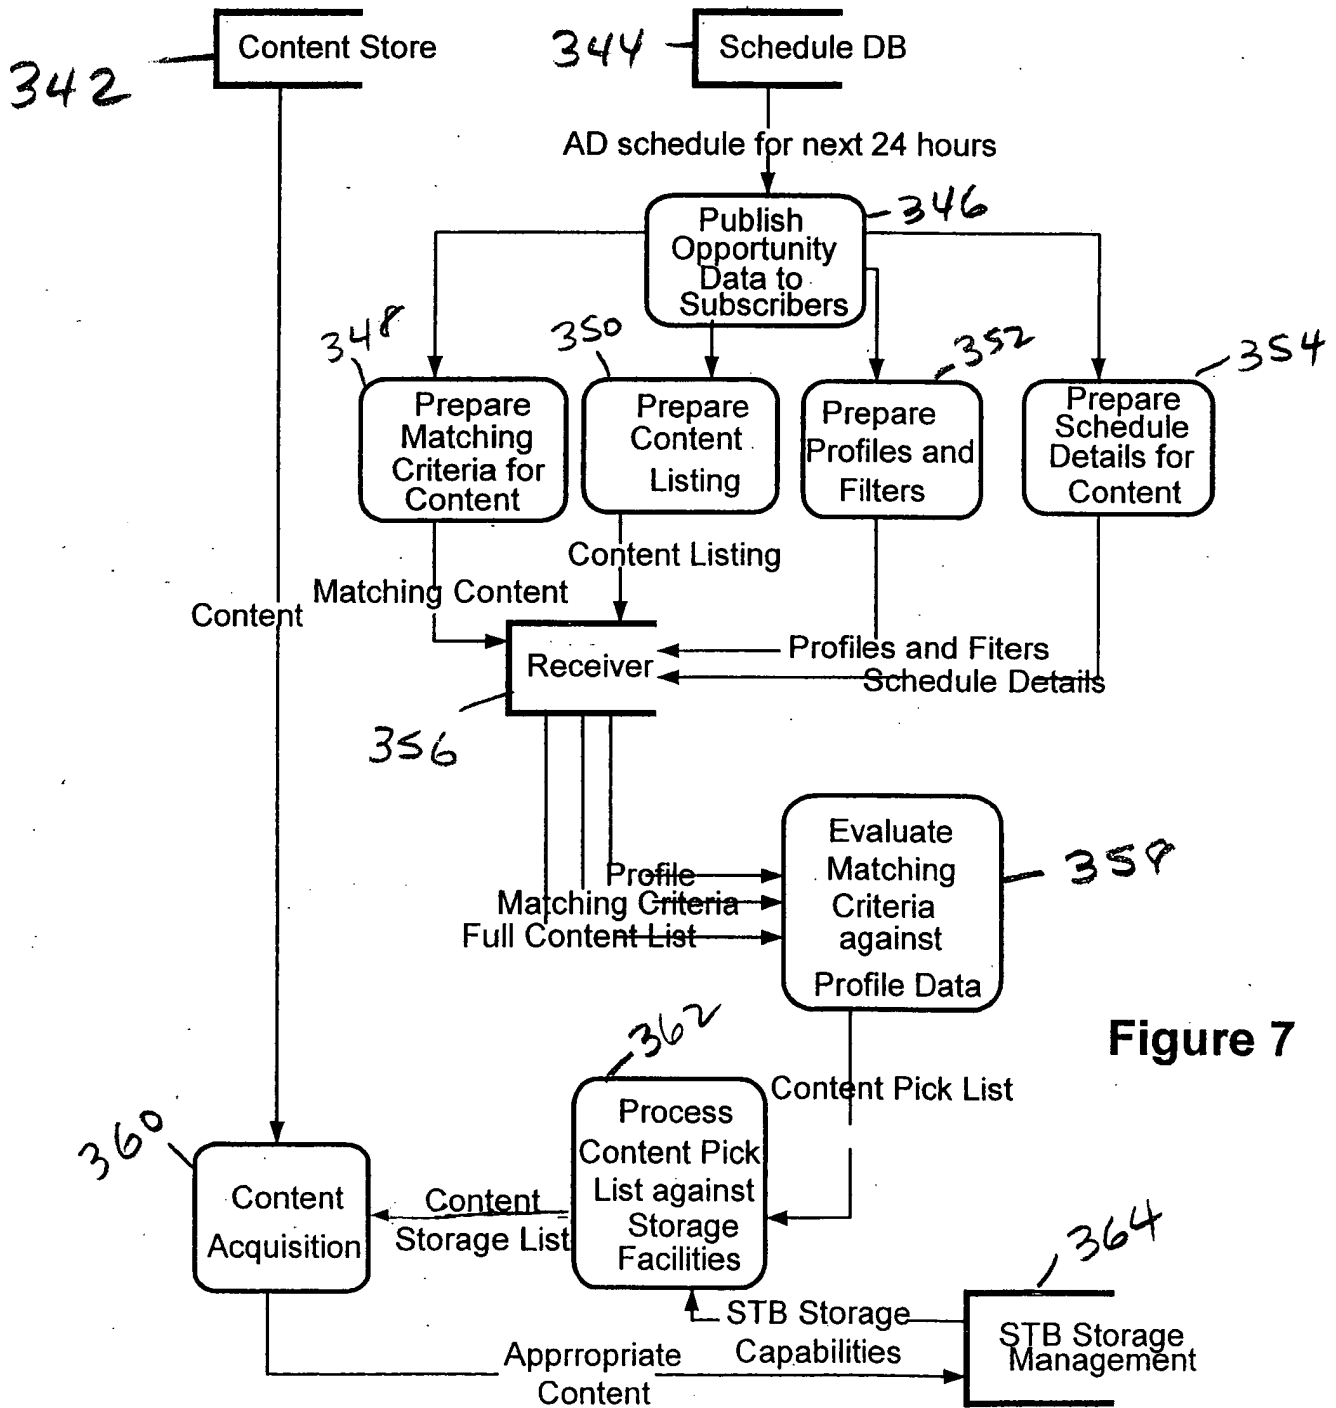 Content Store
342
344
Schedule DB
AD schedule for next 24 hours
346
Publish
Opportunity
Data to
Subscribers
348
350
352
354
Prepare
Matching
Criteria for
Content
Prepare
Content
Listing
Prepare
Profiles and
Filters
Prepare
Schedule
Details for
Content
Content Listing
Matching Content
Content
Receiver
Profiles and Fiters
Schedule Details
356
Evaluate
Matching
Criteria
against
Profile Data
358
Profile
Matching Criteria
Full Content List
362
Figure 7
Content Pick List
Process
Content Pick
List against
Storage
Facilities
360
Content
Acquisition
Content
Storage List
364
STB Storage
Capabilities
STB Storage
Management
Apprropriate
Content